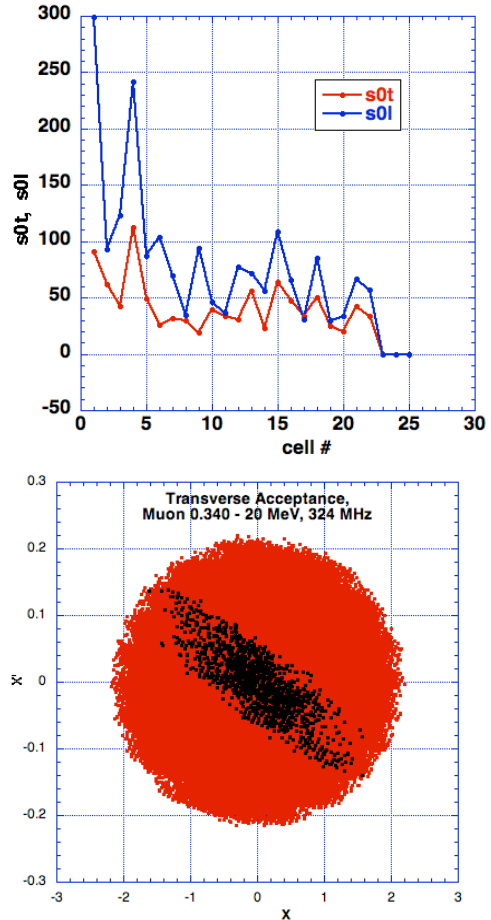 300
250
200
150
100
50
0
-50
s0t, s0l
s0t
s0l
0 5 10 15 20 25 30
cell #
Transverse Acceptance,
Muon 0.340 - 20 MeV, 324 MHz
0.3
0.2
0.1
0
-0.1
-0.2
-0.3
X'
-3 -2 -1 0 1 2 3
X